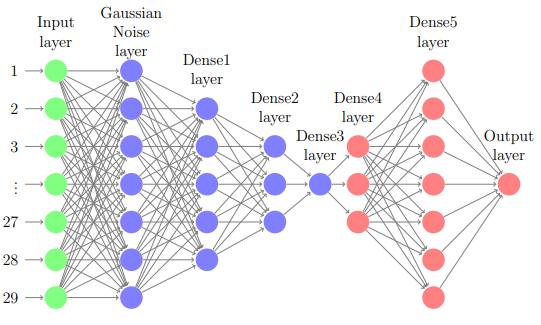 Input
layer
Gaussian
Noise
layer
Dense1
layer
Dense2
layer
Dense3
layer
Dense4
layer
Dense5
layer
Output
layer
1
2
3
⋮
27
28
29